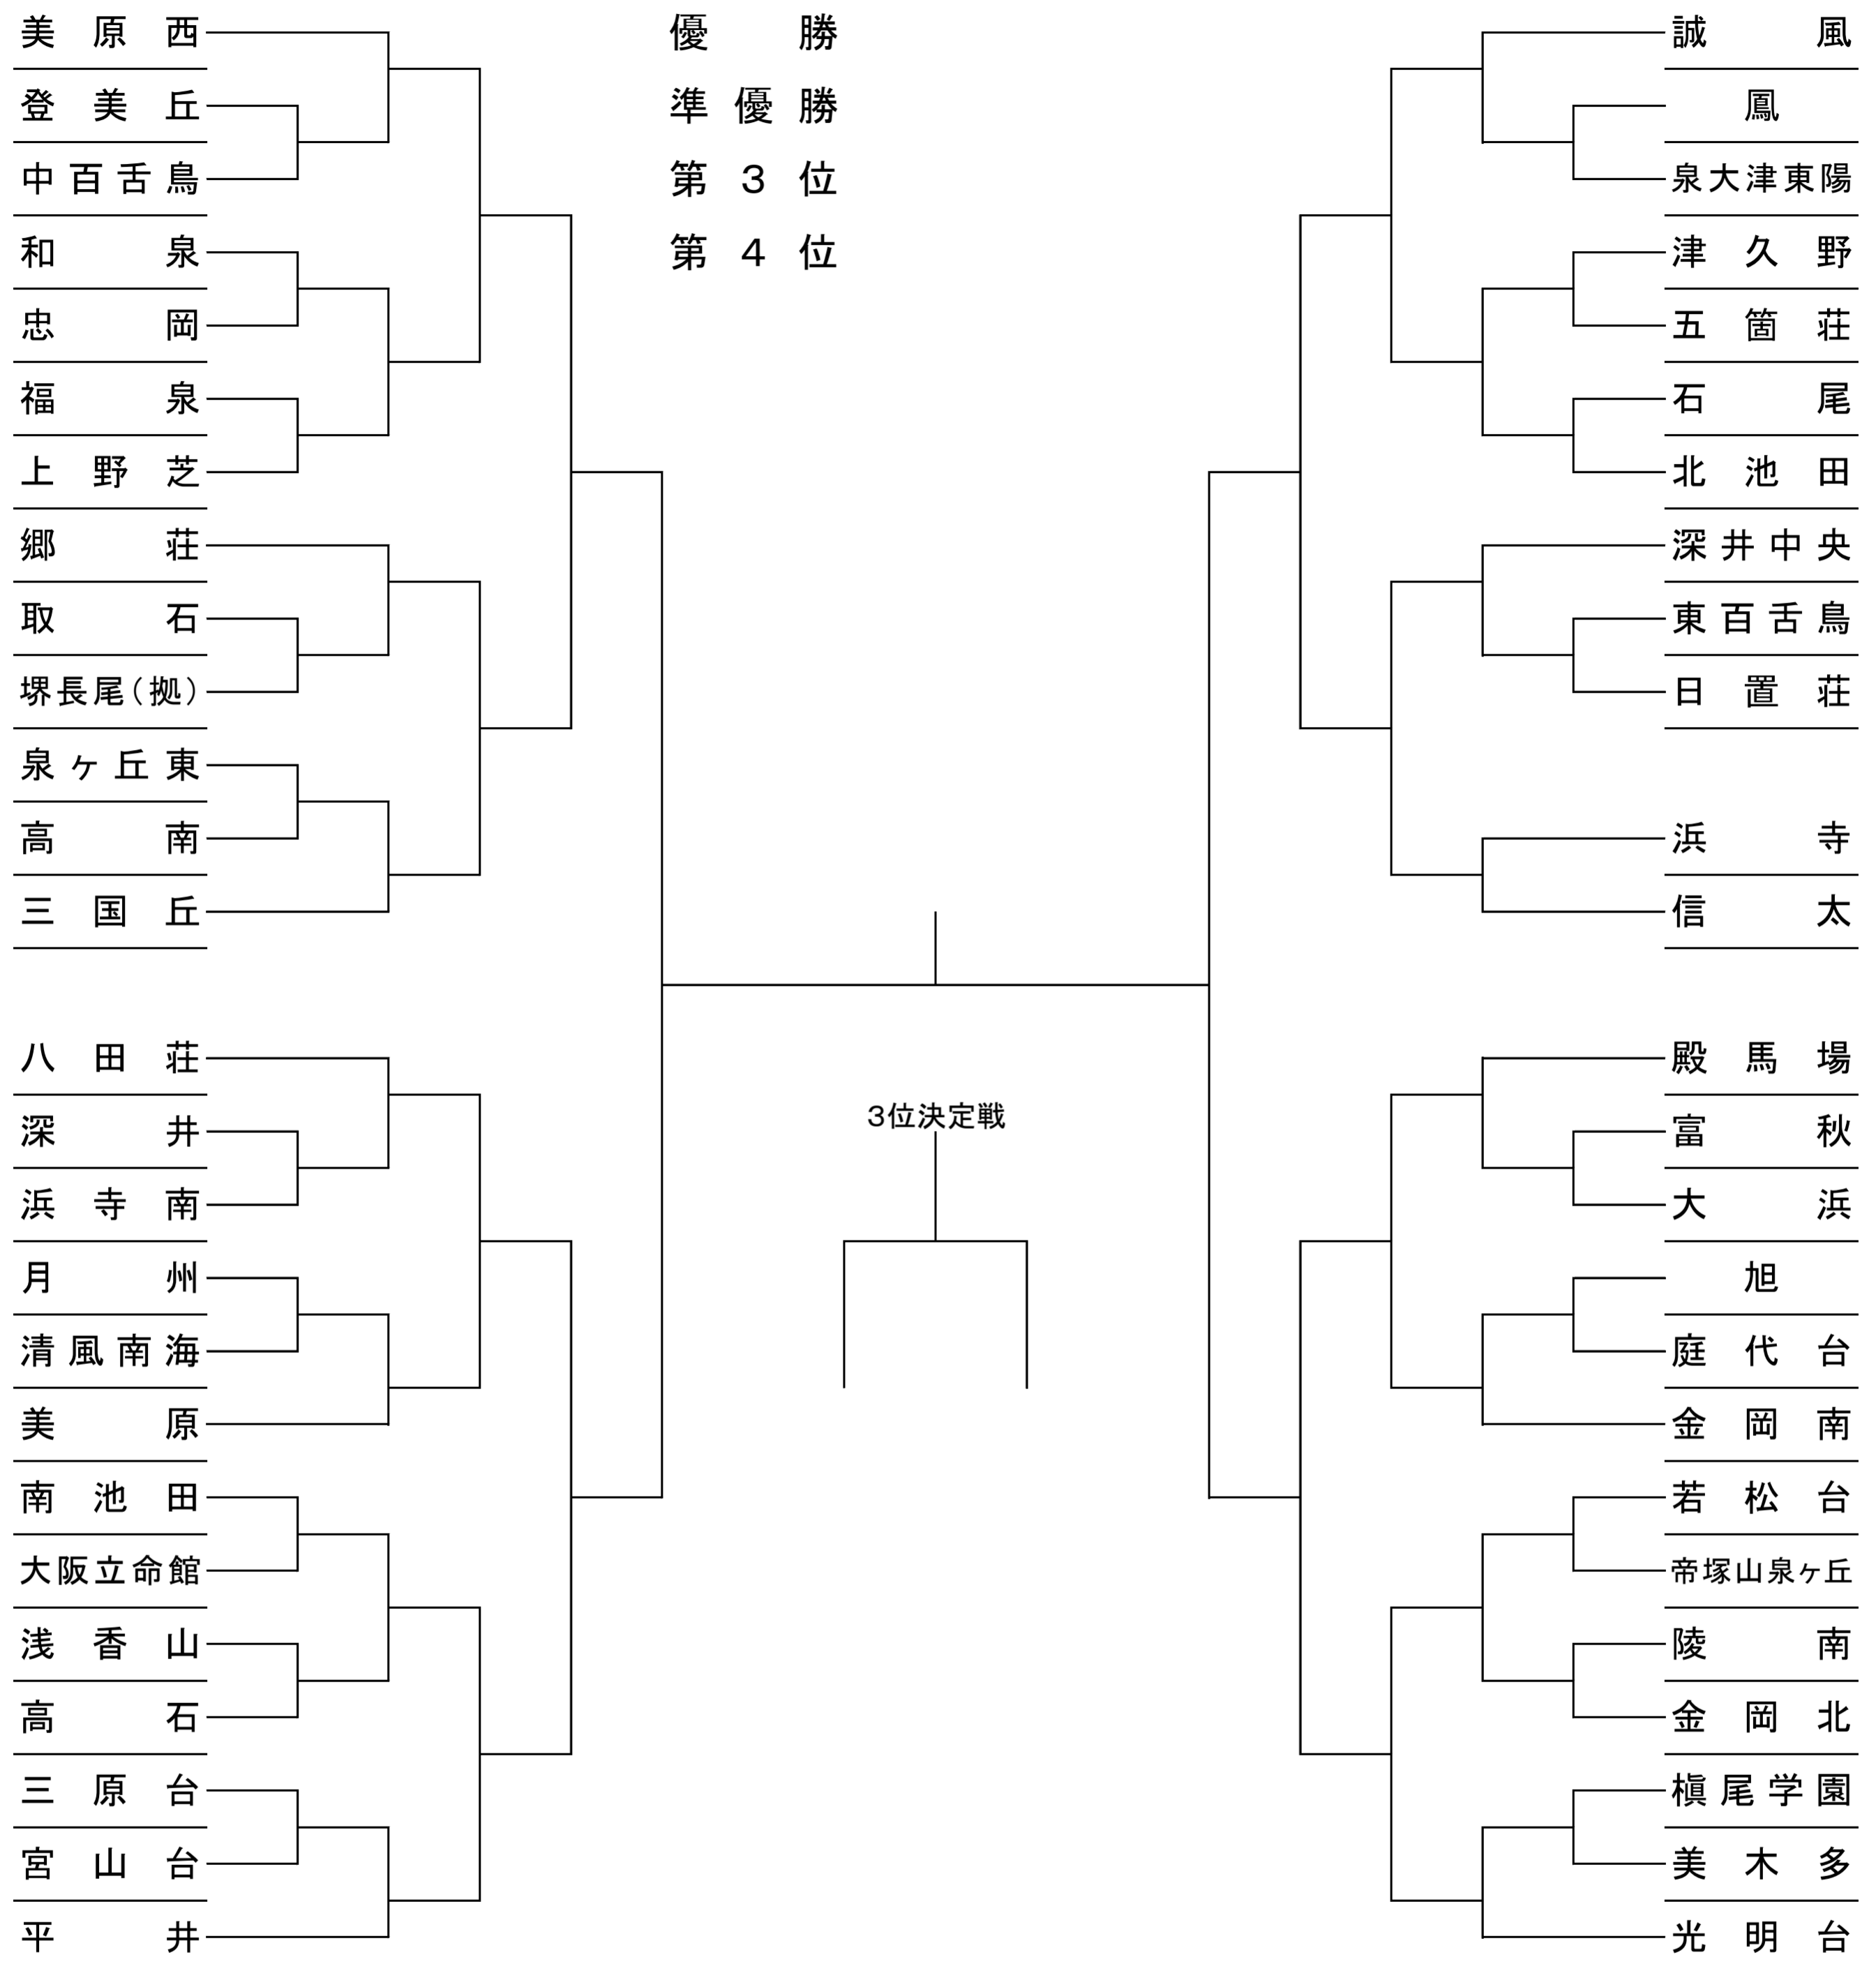 美原西
登美丘
中百舌鳥
和泉
忠岡
福泉
上野芝
郷荘
取石
堺長尾(拠)
泉ヶ丘東
高南
三国丘
八田荘
深井
浜寺南
月州
清風南海
美原
南池田
大阪立命館
浅香山
高石
三原台
宮山台
平井
優勝
準優勝
第3位
第4位
3位決定戦
誠風
鳳
泉大津東陽
津久野
五箇荘
石尾
北池田
深井中央
東百舌鳥
日置荘
浜寺
信太
殿馬場
富秋
大浜
旭
庭代台
金岡南
若松台
帝塚山泉ヶ丘
陵南
金岡北
槇尾学園
美木多
光明台